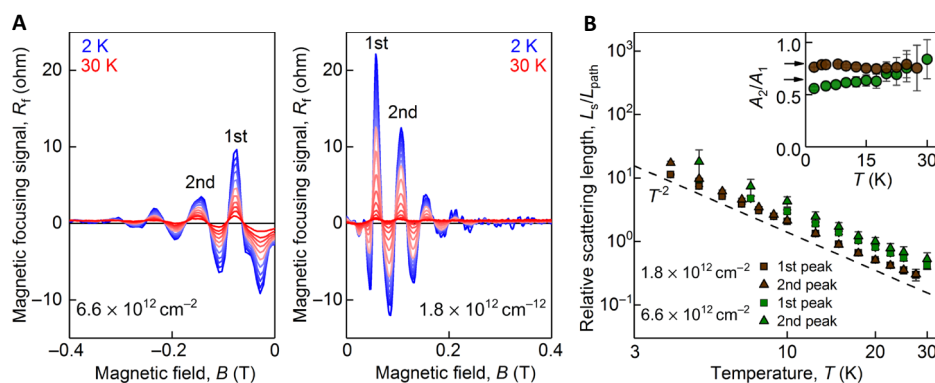 A
Magnetic focusing signal, R_f (ohm)
20
10
0
−10
2 K
30 K
1st
2nd
6.6 × 10^12 cm^−2
−0.4
−0.2
0
Magnetic field, B (T)
Magnetic focusing signal, R_f (ohm)
20
10
0
−10
1st
2 K
30 K
2nd
1.8 × 10^12 cm^−12
0
0.2
0.4
Magnetic field, B (T)
B
Relative scattering length, L_s/L_path
10^3
10^2
10^1
10^0
10^−1
T^−2
1.8 × 10^12 cm^−2
6.6 × 10^12 cm^−2
1st peak
2nd peak
1st peak
2nd peak
3
10
20
30
Temperature, T (K)
A_2/A_1
1.0
0.5
0.0
0
15
30
T (K)